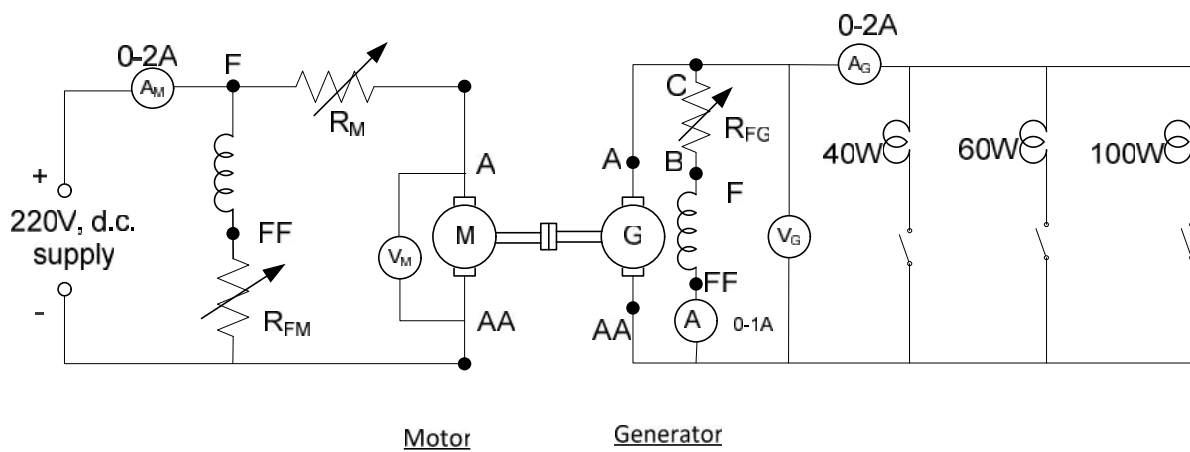 0-2A
A_M
F
R_M
+
220V, d.c.
supply
-
FF
R_FM
A
V_M
AA
M
Motor
G
A
AA
C
R_FG
B
F
FF
A
0-1A
V_G
0-2A
A_G
40W
60W
100W
Generator